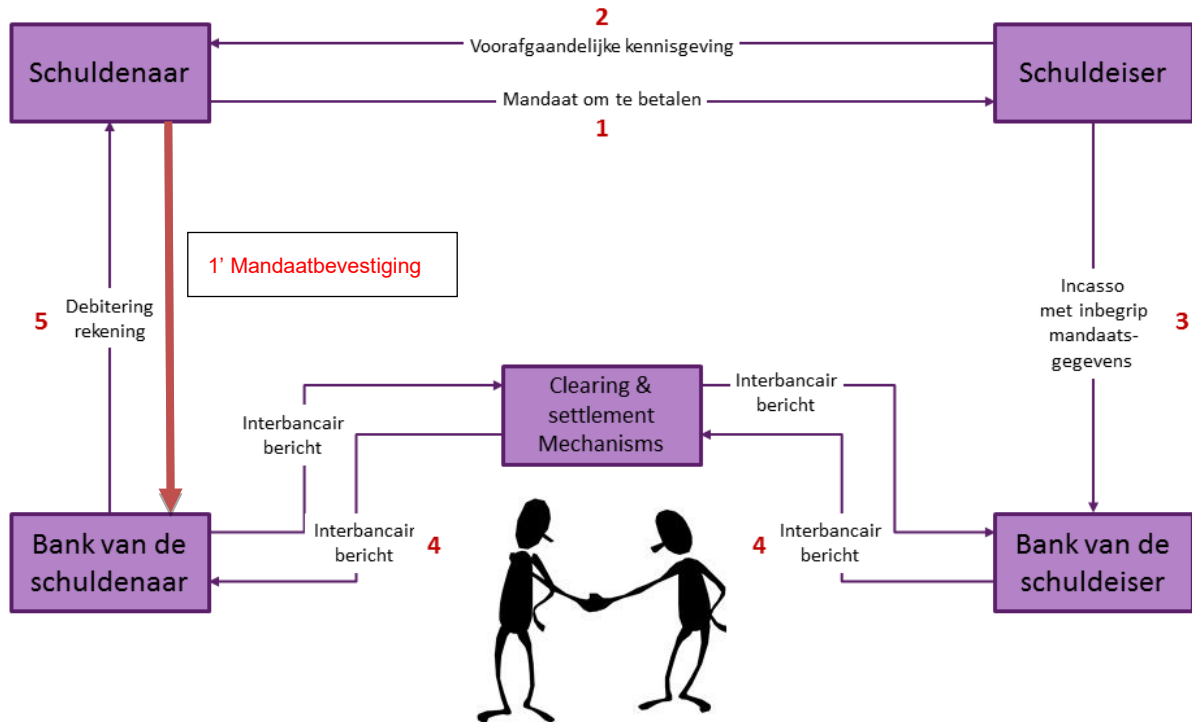 2
Voorafgaandelijke kennisgeving
Schuldenaar
Schuldeiser
Mandaat om te betalen
1
1’ Mandaatbevestiging
5
Debitering
rekening
Incasso
met inbegrip
mandaats-
gegevens
3
Clearing &
settlement
Mechanisms
Interbancair
bericht
Interbancair
bericht
Interbancair
bericht
4
4
Interbancair
bericht
Bank van de
schuldenaar
Bank van de
schuldeiser